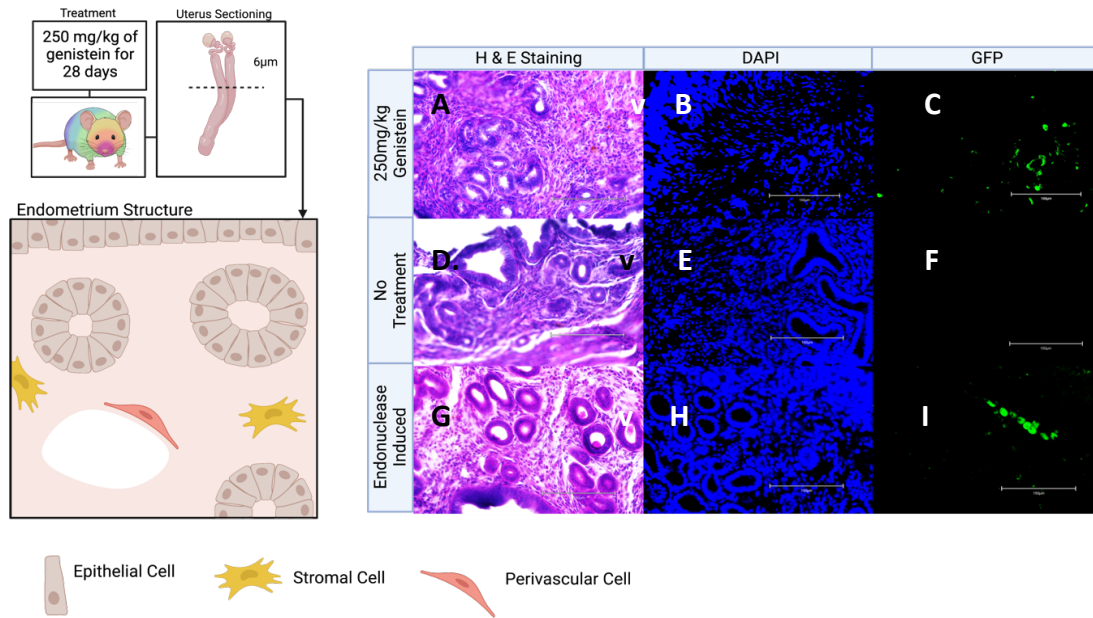 Treatment
250 mg/kg of
genistein for
28 days
Uterus Sectioning
6μm
Endometrium Structure
H & E Staining
DAPI
GFP
250mg/kg
Genistein
A
v
B
C
No
Treatment
D.
v
E
F
Endonuclease
Induced
G
v
H
I
Epithelial Cell
Stromal Cell
Perivascular Cell